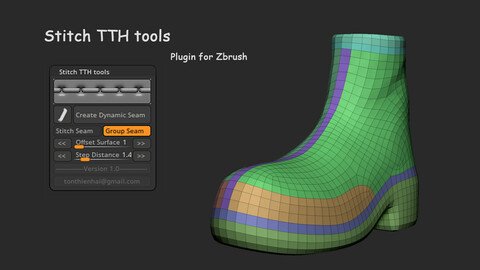 Stitch TTH tools
Plugin for Zbrush
Stitch TTH tools
Create Dynamic Seam
Stitch Seam Group Seam
<< Offset Surface 1 >>
<< Step Distance 1.4 >>
Version 1.0
tonthienhai@gmail.com